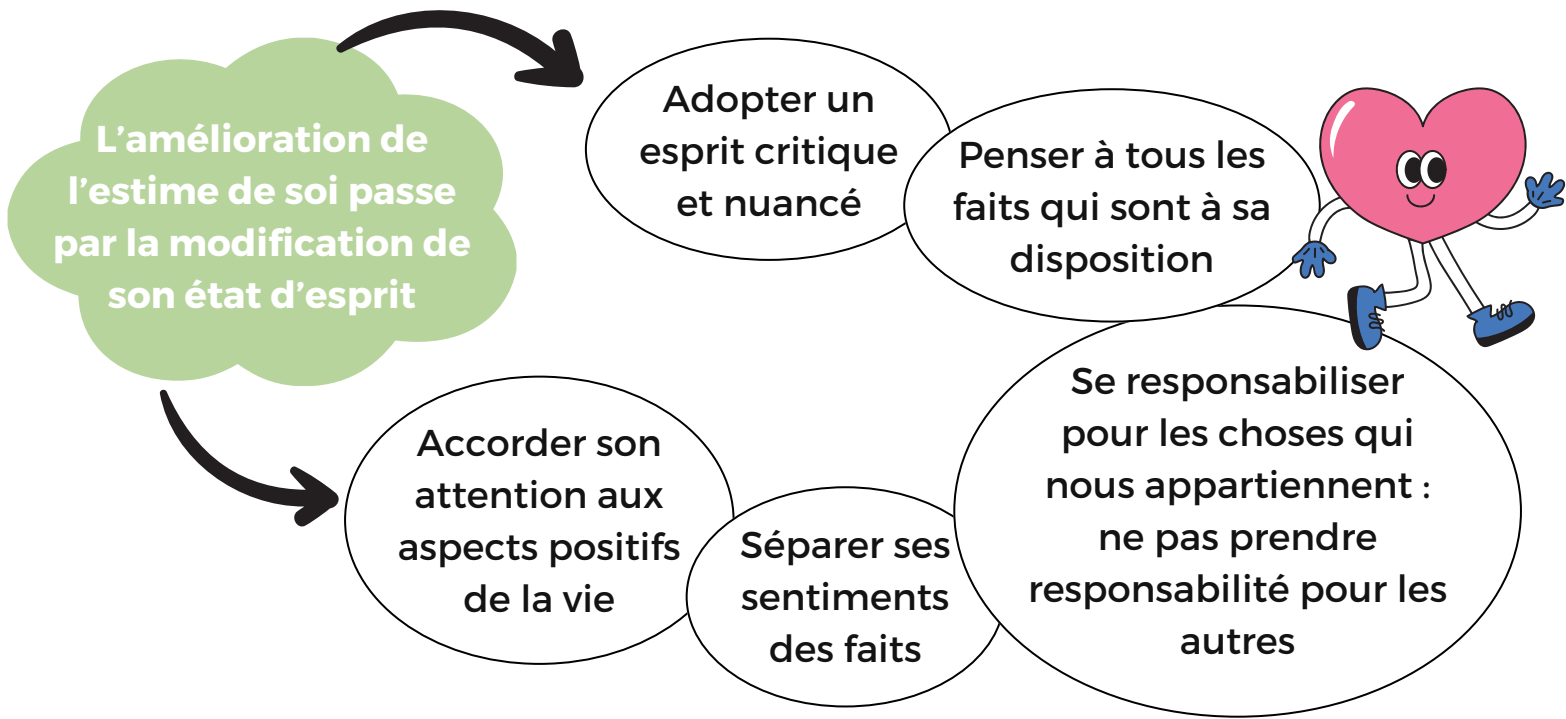 L’amélioration de
l’estime de soi passe
par la modification de
son état d’esprit
Adopter un
esprit critique
et nuancé
Penser à tous les
faits qui sont à sa
disposition
Se responsabiliser
pour les choses qui
nous appartiennent :
ne pas prendre
responsabilité pour les
autres
Séparer ses
sentiments
des faits
Accorder son
attention aux
aspects positifs
de la vie